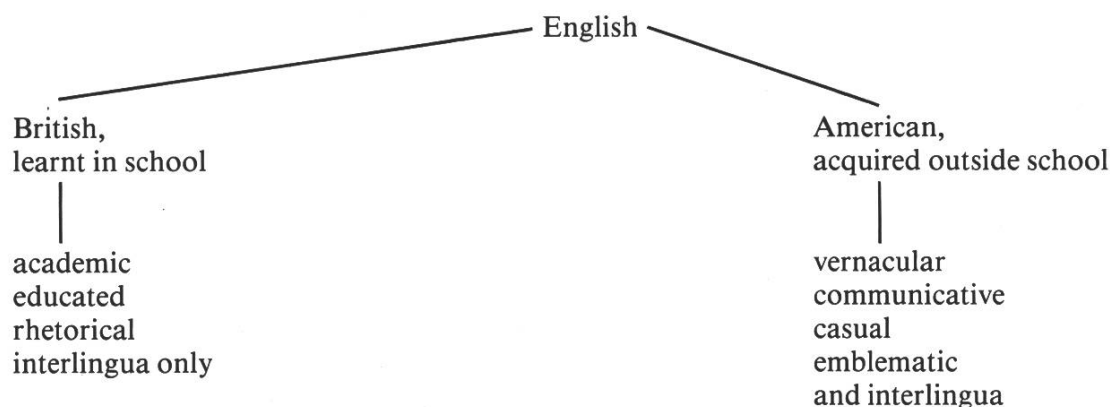 English
British,
learnt in school
American,
acquired outside school
academic
educated
rhetorical
interlingua only
vernacular
communicative
casual
emblematic
and interlingua